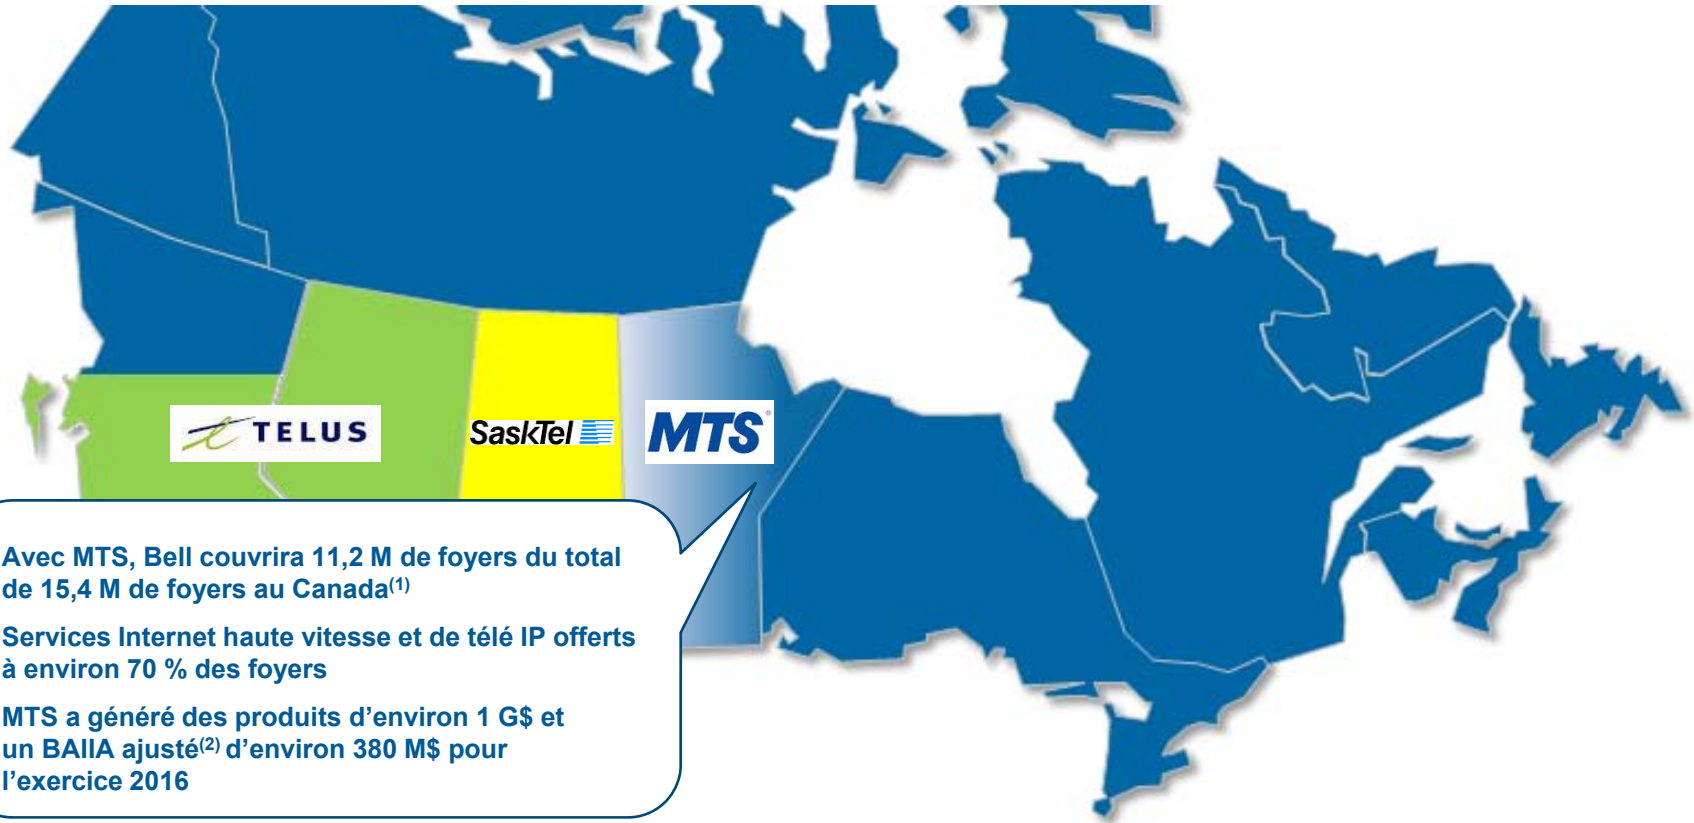 TELUS
SaskTel
MTS
Avec MTS, Bell couvrira 11,2 M de foyers du total
de 15,4 M de foyers au Canada(1)
Services Internet haute vitesse et de télé IP offerts
à environ 70 % des foyers
MTS a généré des produits d’environ 1 G$ et
un BAIIA ajusté(2) d’environ 380 M$ pour
l’exercice 2016